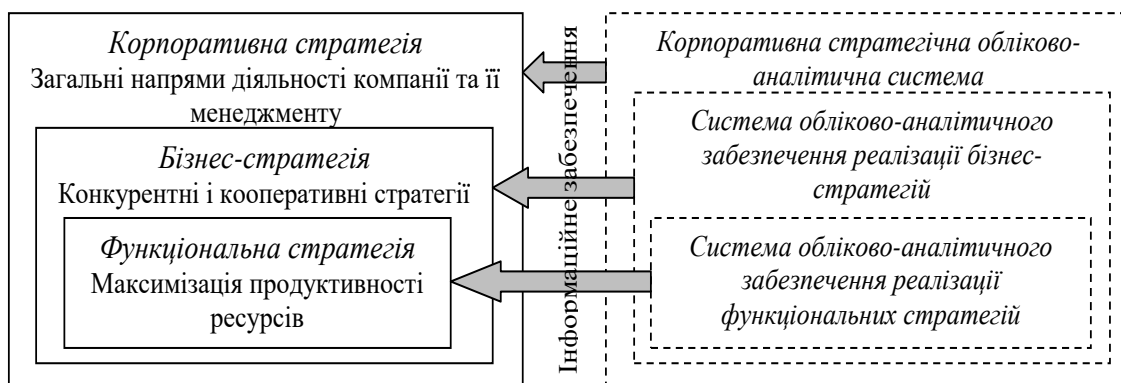 Корпоративна стратегія
Загальні напрями діяльності компанії та її
менеджменту
Бізнес-стратегія
Конкурентні і кооперативні стратегії
Функціональна стратегія
Максимізація продуктивності
ресурсів
Інформаційне забезпечення
Корпоративна стратегічна обліково-
аналітична система
Система обліково-аналітичного
забезпечення реалізації бізнес-
стратегій
Система обліково-аналітичного
забезпечення реалізації
функціональних стратегій